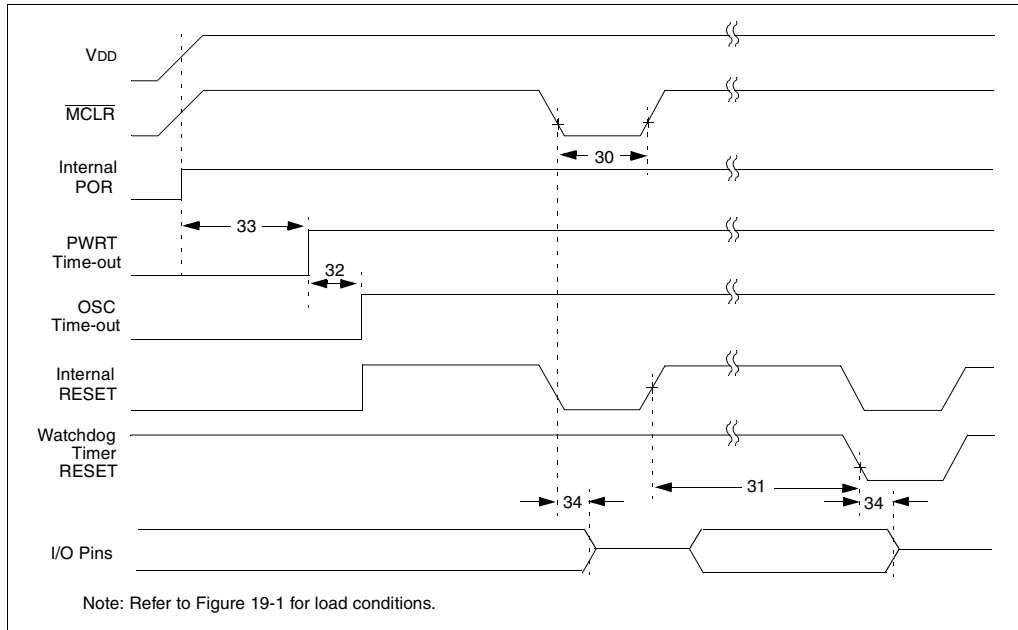 VDD
MCLR
30
Internal
POR
33
PWRT
Time-out
32
OSC
Time-out
Internal
RESET
Watchdog
Timer
RESET
31
34
34
I/O Pins
Note: Refer to Figure 19-1 for load conditions.